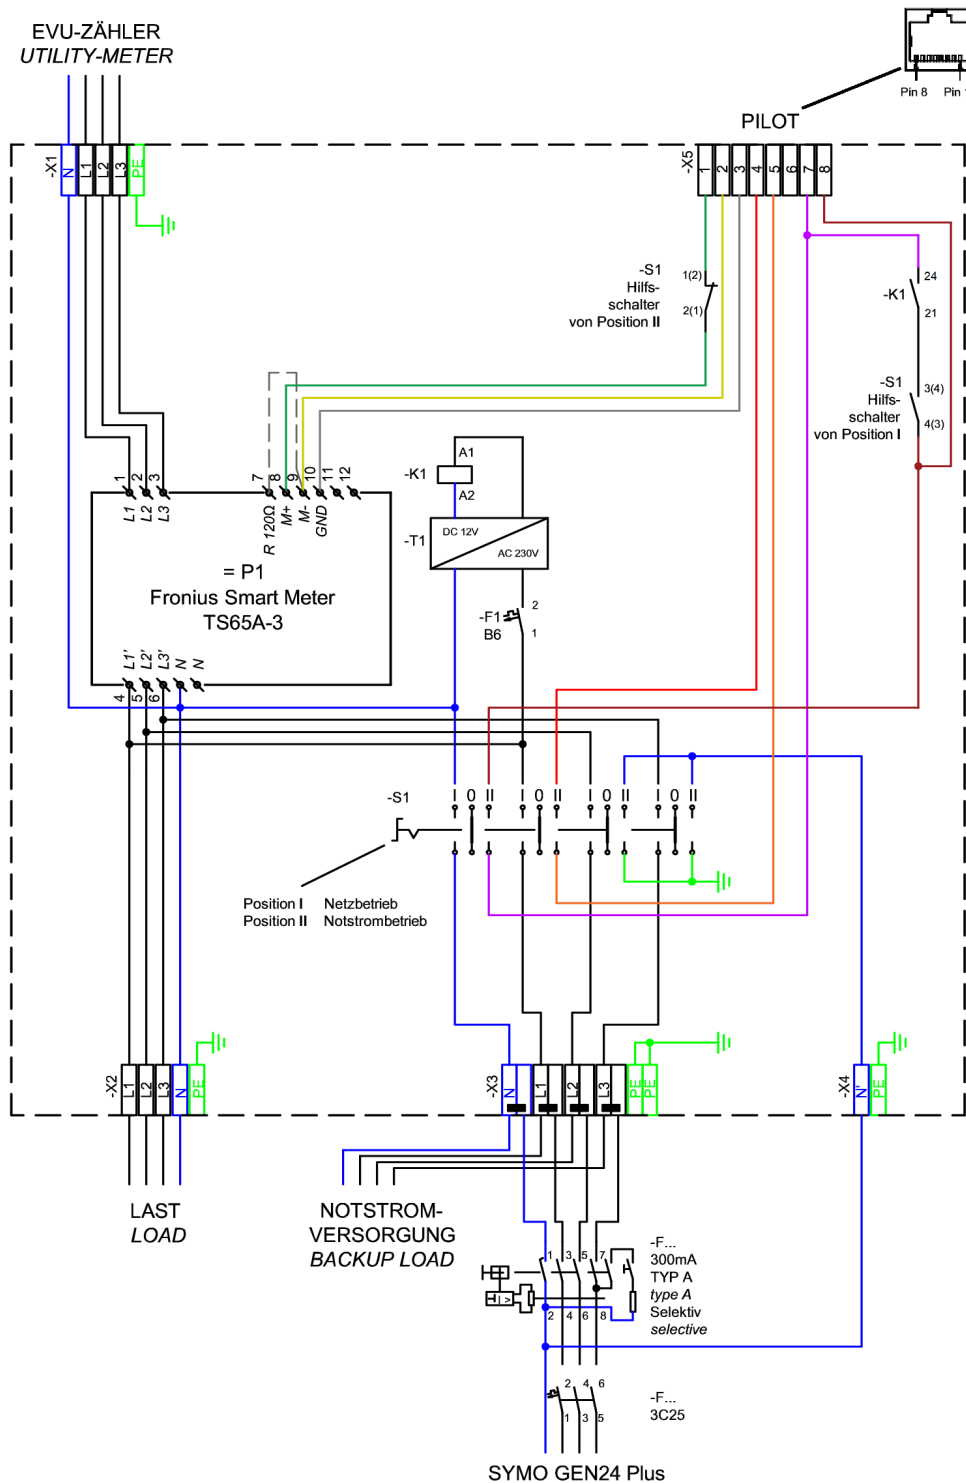 EVU-ZÄHLER
UTILITY-METER
Pin 8
PILOT
-X1
N
L1
L2
L3
PE
-X5
1
2
3
4
5
6
7
8
-S1
Hilfs-
schalter
von Position II
1(2)
2(1)
24
-K1
21
-S1
Hilfs-
schalter
von Position I
3(4)
4(3)
1
2
3
7
8
9
10
11
12
L1
L2
L3
R 120Ω
M+
M-
GND
= P1
Fronius Smart Meter
TS65A-3
A1
-K1
A2
-T1
DC 12V
AC 230V
-F1
B6
2
1
L1'
L2'
L3'
N
N
4
5
6
-S1
I 0 II I 0 II I 0 II I 0 II
Position I Netzbetrieb
Position II Notstrombetrieb
-X2
L1
L2
L3
N
PE
-X3
N
L1
L2
L3
PE
PE
-X4
N'
PE
LAST
LOAD
NOTSTROM-
VERSORGUNG
BACKUP LOAD
1
3
5
7
I <
2
4
6
8
-F...
300mA
TYP A
type A
Selektiv
selective
2
4
6
1
3
5
-F...
3C25
SYMO GEN24 Plus